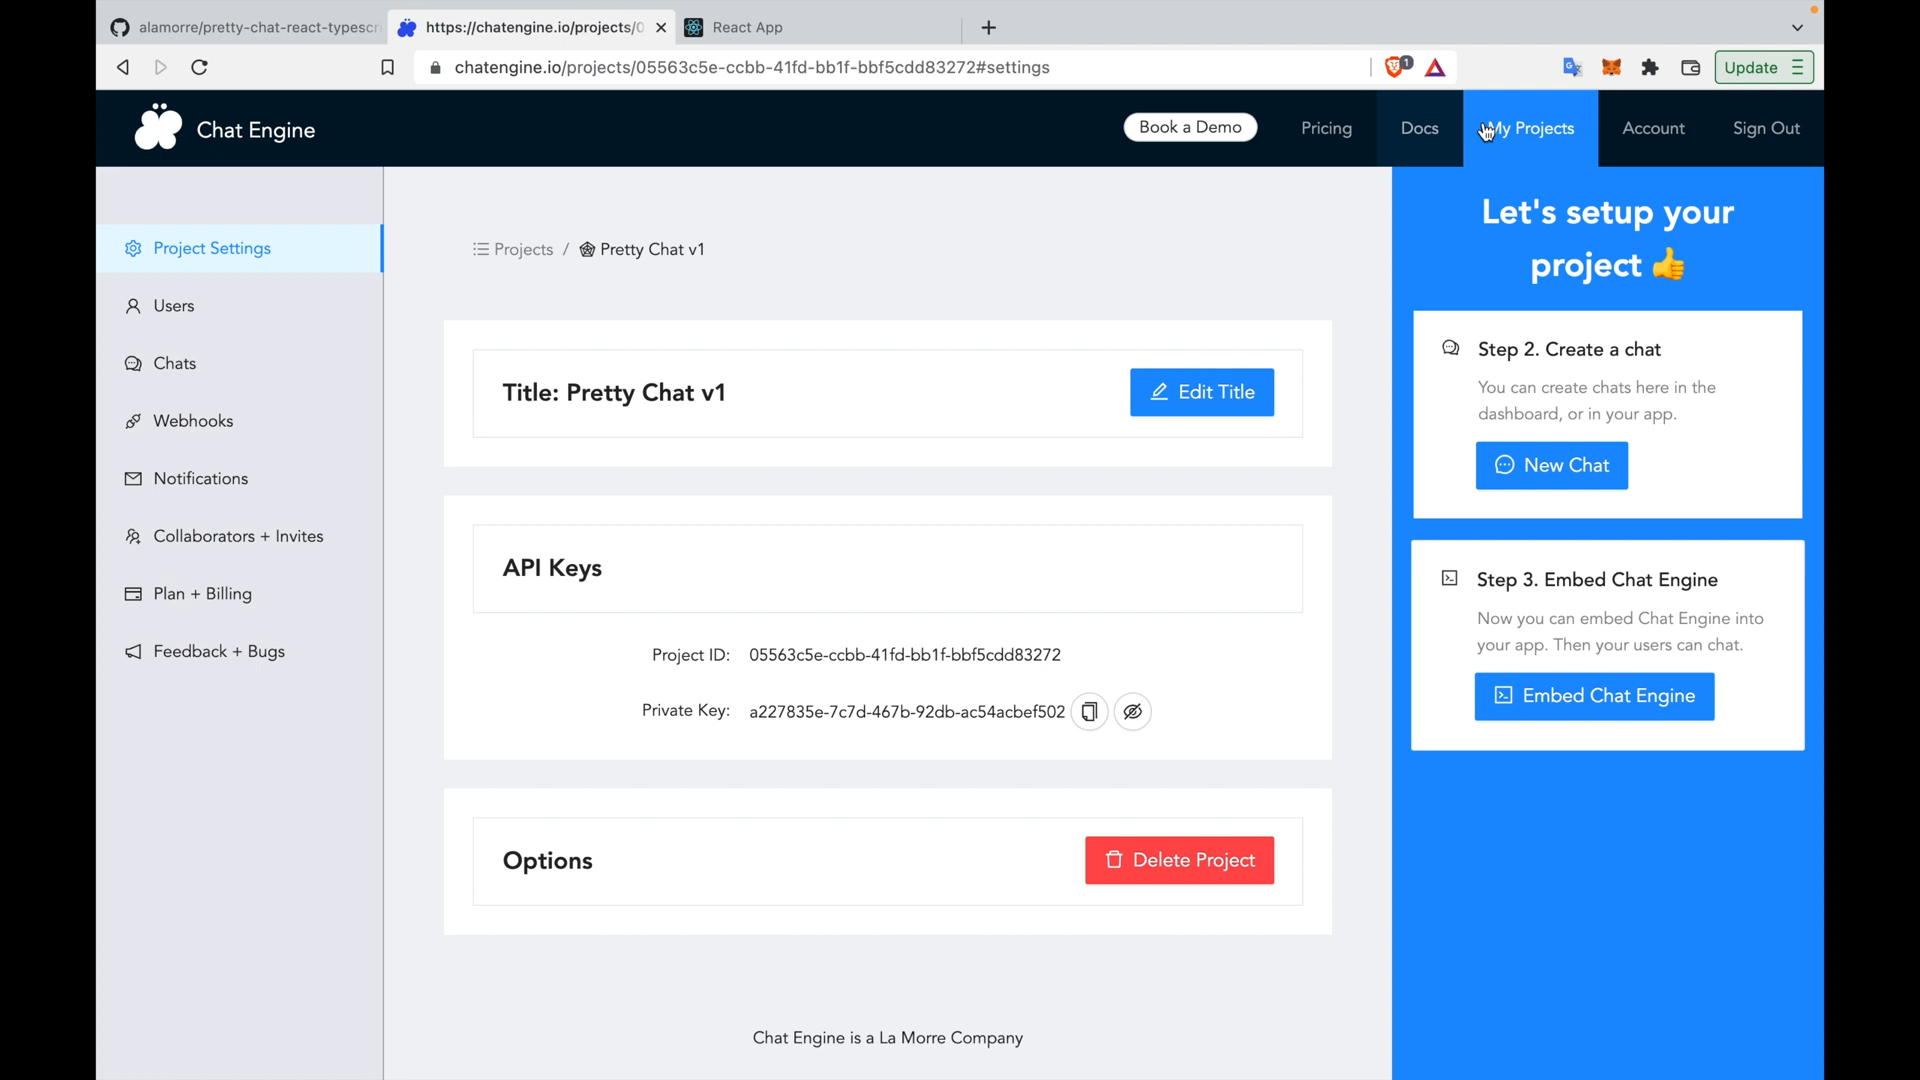 alamorre/pretty-chat-react-typescri
https://chatengine.io/projects/0
React App
chatengine.io/projects/05563c5e-ccbb-41fd-bb1f-bbf5cdd83272#settings
1
Update
Chat Engine
Book a Demo
Pricing
Docs
My Projects
Account
Sign Out
Project Settings
Users
Chats
Webhooks
Notifications
Collaborators + Invites
Plan + Billing
Feedback + Bugs
Projects / Pretty Chat v1
Title: Pretty Chat v1
Edit Title
API Keys
Project ID: 05563c5e-ccbb-41fd-bb1f-bbf5cdd83272
Private Key: a227835e-7c7d-467b-92db-ac54acbef502
Options
Delete Project
Chat Engine is a La Morre Company
Let's setup your
project 👍
Step 2. Create a chat
You can create chats here in the
dashboard, or in your app.
New Chat
Step 3. Embed Chat Engine
Now you can embed Chat Engine into
your app. Then your users can chat.
Embed Chat Engine